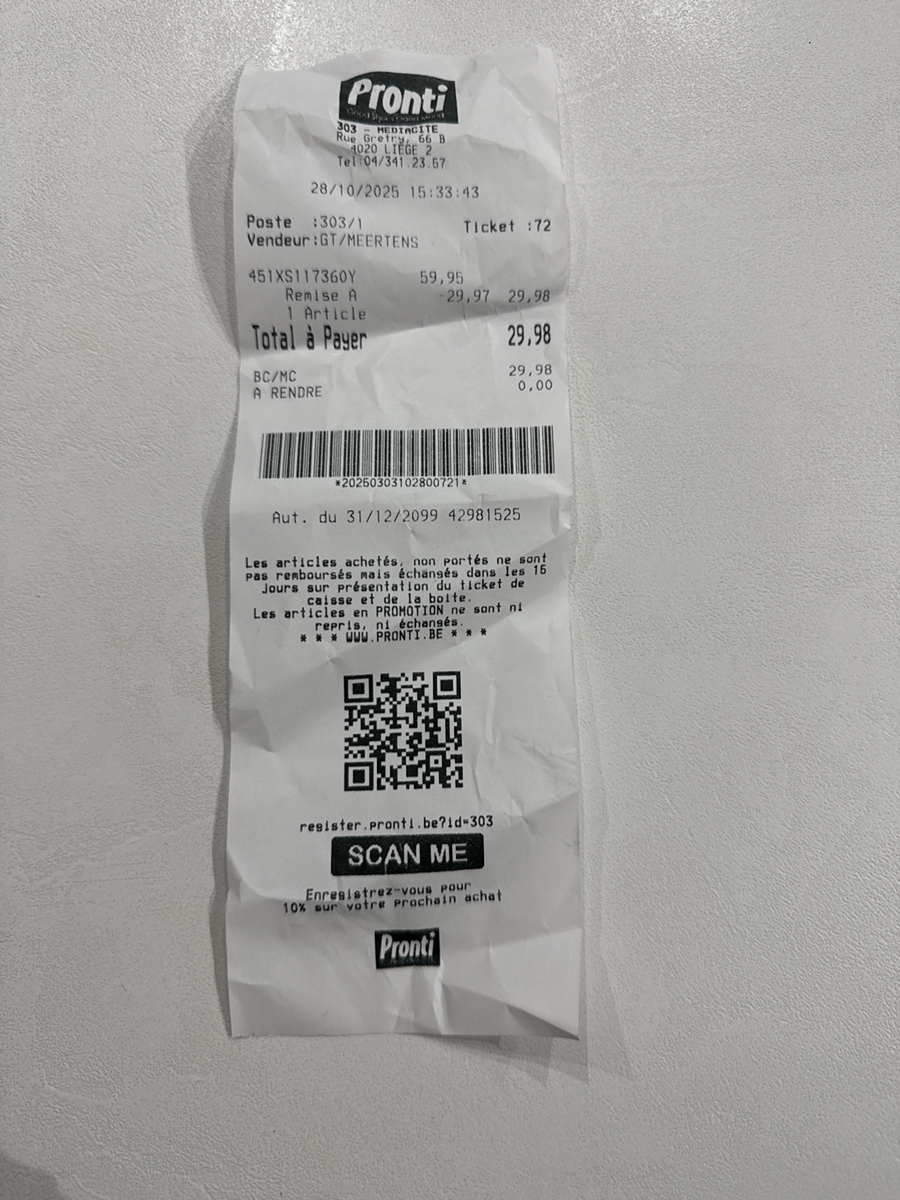 Pronti
Good Shoes Good Mood
303 - MEDIACITE
Rue Gretry, 66 B
4020 LIEGE 2
Tel:04/341.23.57
28/10/2025 15:33:43
Poste :303/1 Ticket :72
Vendeur:GT/MEERTENS
451XS117360Y 59,95
Remise A -29,97 29,98
1 Article
Total à Payer 29,98
BC/MC 29,98
A RENDRE 0,00
*20250303102800721*
Aut. du 31/12/2099 42981525
Les articles achetés, non portés ne sont
pas remboursés mais échangés dans les 15
Jours sur présentation du ticket de
caisse et de la boite.
Les articles en PROMOTION ne sont ni
repris, ni échangés.
* * * WWW.PRONTI.BE * * *
register.pronti.be?id=303
SCAN ME
Enregistrez-vous pour
10% sur votre prochain achat
Pronti